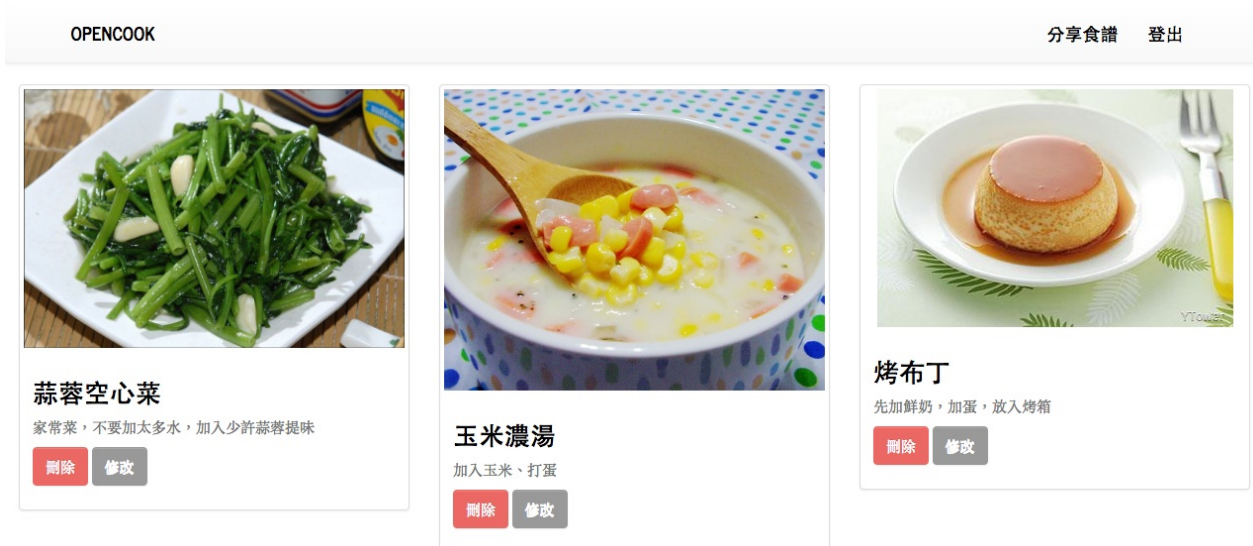 OPENCOOK
分享食譜 登出
YTower
蒜蓉空心菜
家常菜，不要加太多水，加入少許蒜蓉提味
刪除 修改
玉米濃湯
加入玉米、打蛋
刪除 修改
烤布丁
先加鮮奶，加蛋，放入烤箱
刪除 修改